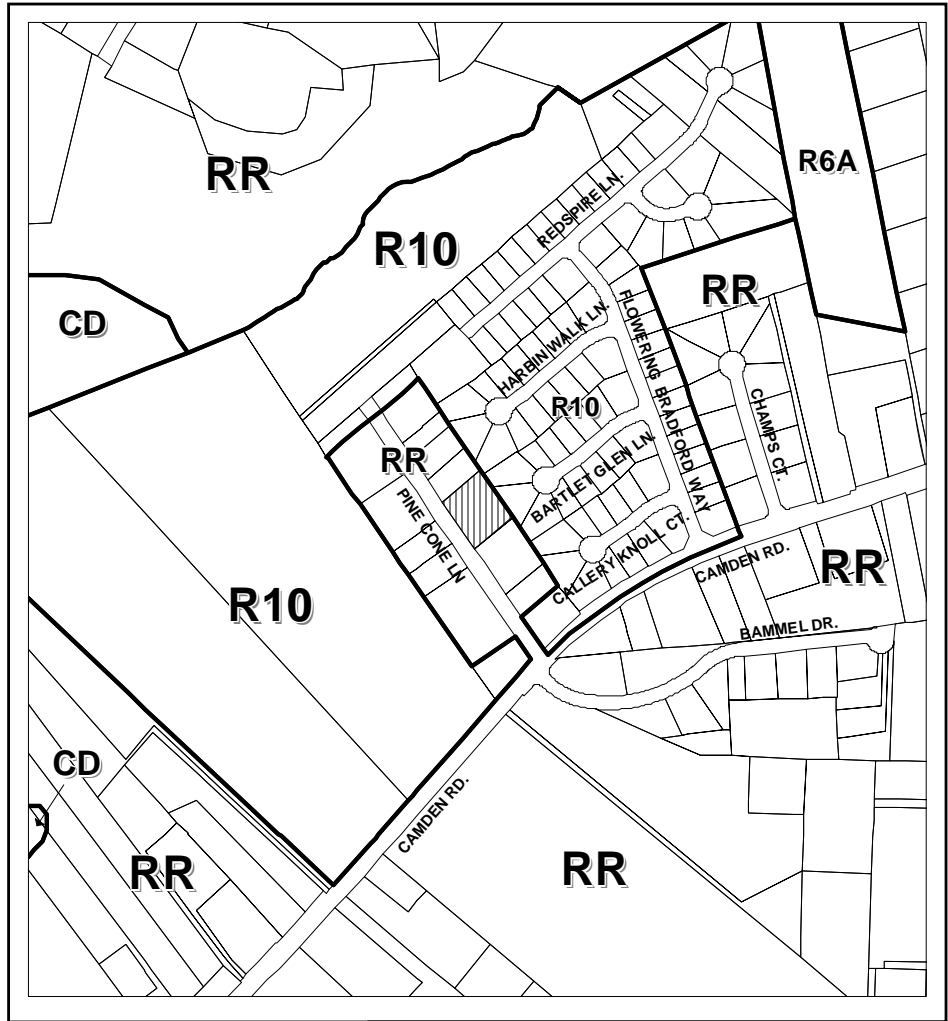 R6A
RR
REDSPIRE LN.
R10
RR
CD
FLOWERING BRADFORD WAY
HARBIN WALK LN.
R10
CHAMPS CT.
RR
BARTLET GLEN LN.
PINE CONE LN
CALLERY KNOLL CT.
CAMDEN RD.
RR
R10
BAMMEL DR.
CD
CAMDEN RD.
RR
RR